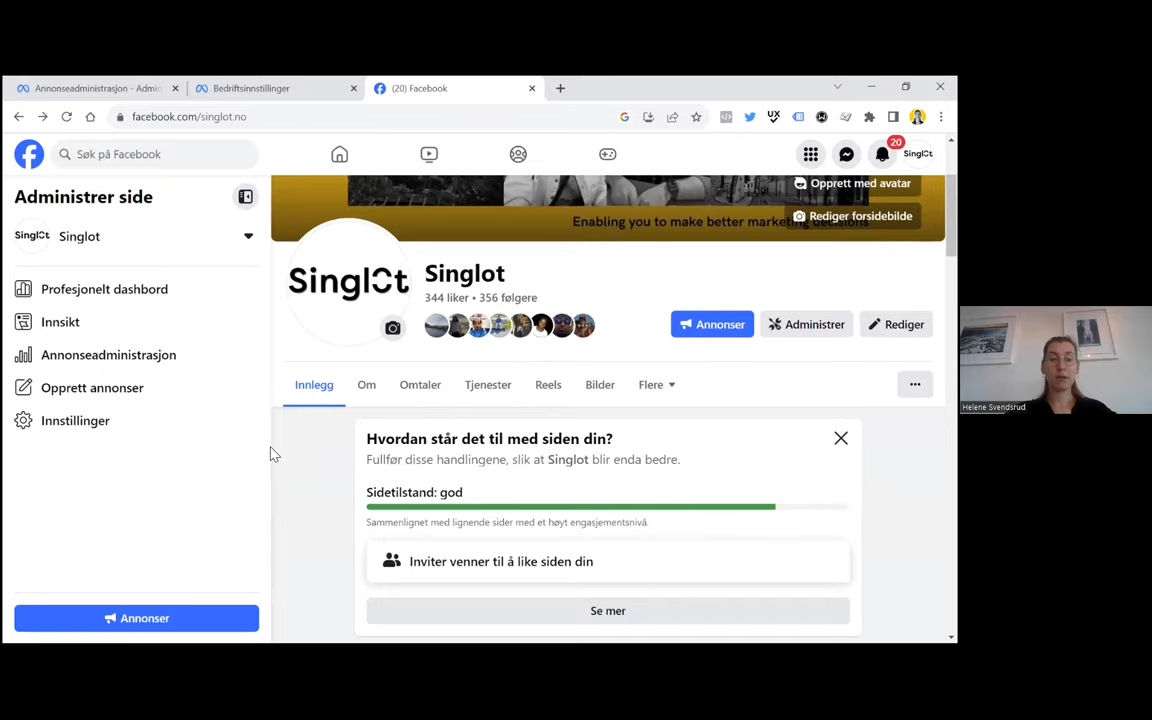 Annonseadministrasjon - Admin
Bedriftsinnstillinger
(20) Facebook
facebook.com/singlot.no
UX
Søk på Facebook
20
Singlot
Administrer side
Singlot
Singlot
Profesjonelt dashbord
Innsikt
Annonseadministrasjon
Opprett annonser
Innstillinger
Annonser
Opprett med avatar
Rediger forsidebilde
Enabling you to make better marketing decisions
Singlot
Singlot
344 liker • 356 følgere
Annonser
Administrer
Rediger
Innlegg
Om
Omtaler
Tjenester
Reels
Bilder
Flere
Hvordan står det til med siden din?
Fullfør disse handlingene, slik at Singlot blir enda bedre.
Sidetilstand: god
Sammenlignet med lignende sider med et høyt engasjementsnivå.
Inviter venner til å like siden din
Se mer
Helene Svendsrud